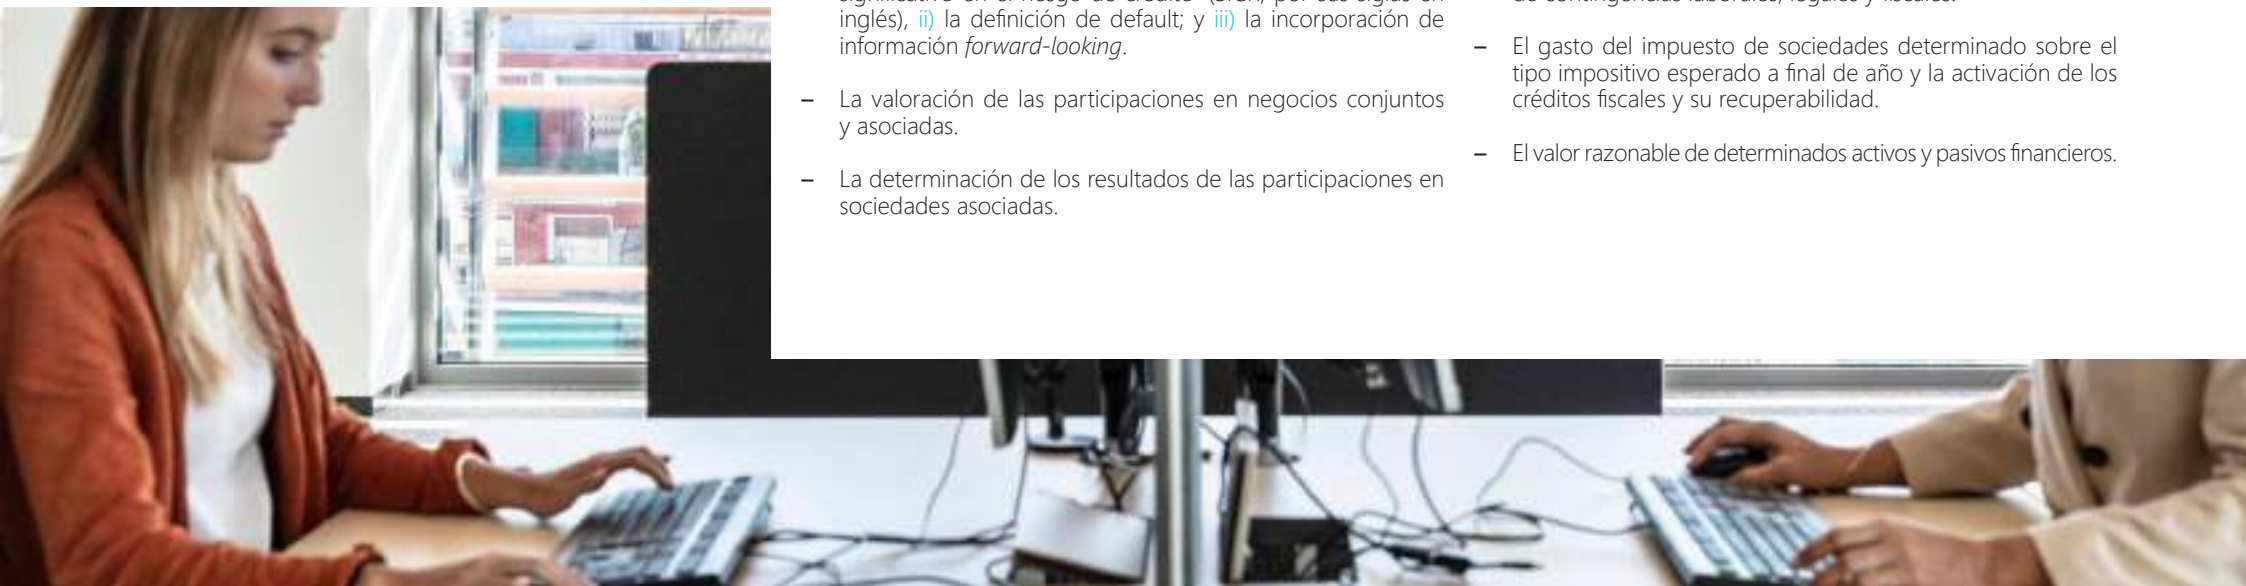 inglés), ii) la definición de default; y iii) la incorporación de
información forward-looking.
– La valoración de las participaciones en negocios conjuntos
y asociadas.
– La determinación de los resultados de las participaciones en
sociedades asociadas.
– El gasto del impuesto de sociedades determinado sobre el
tipo impositivo esperado a final de año y la activación de los
créditos fiscales y su recuperabilidad.
– El valor razonable de determinados activos y pasivos financieros.